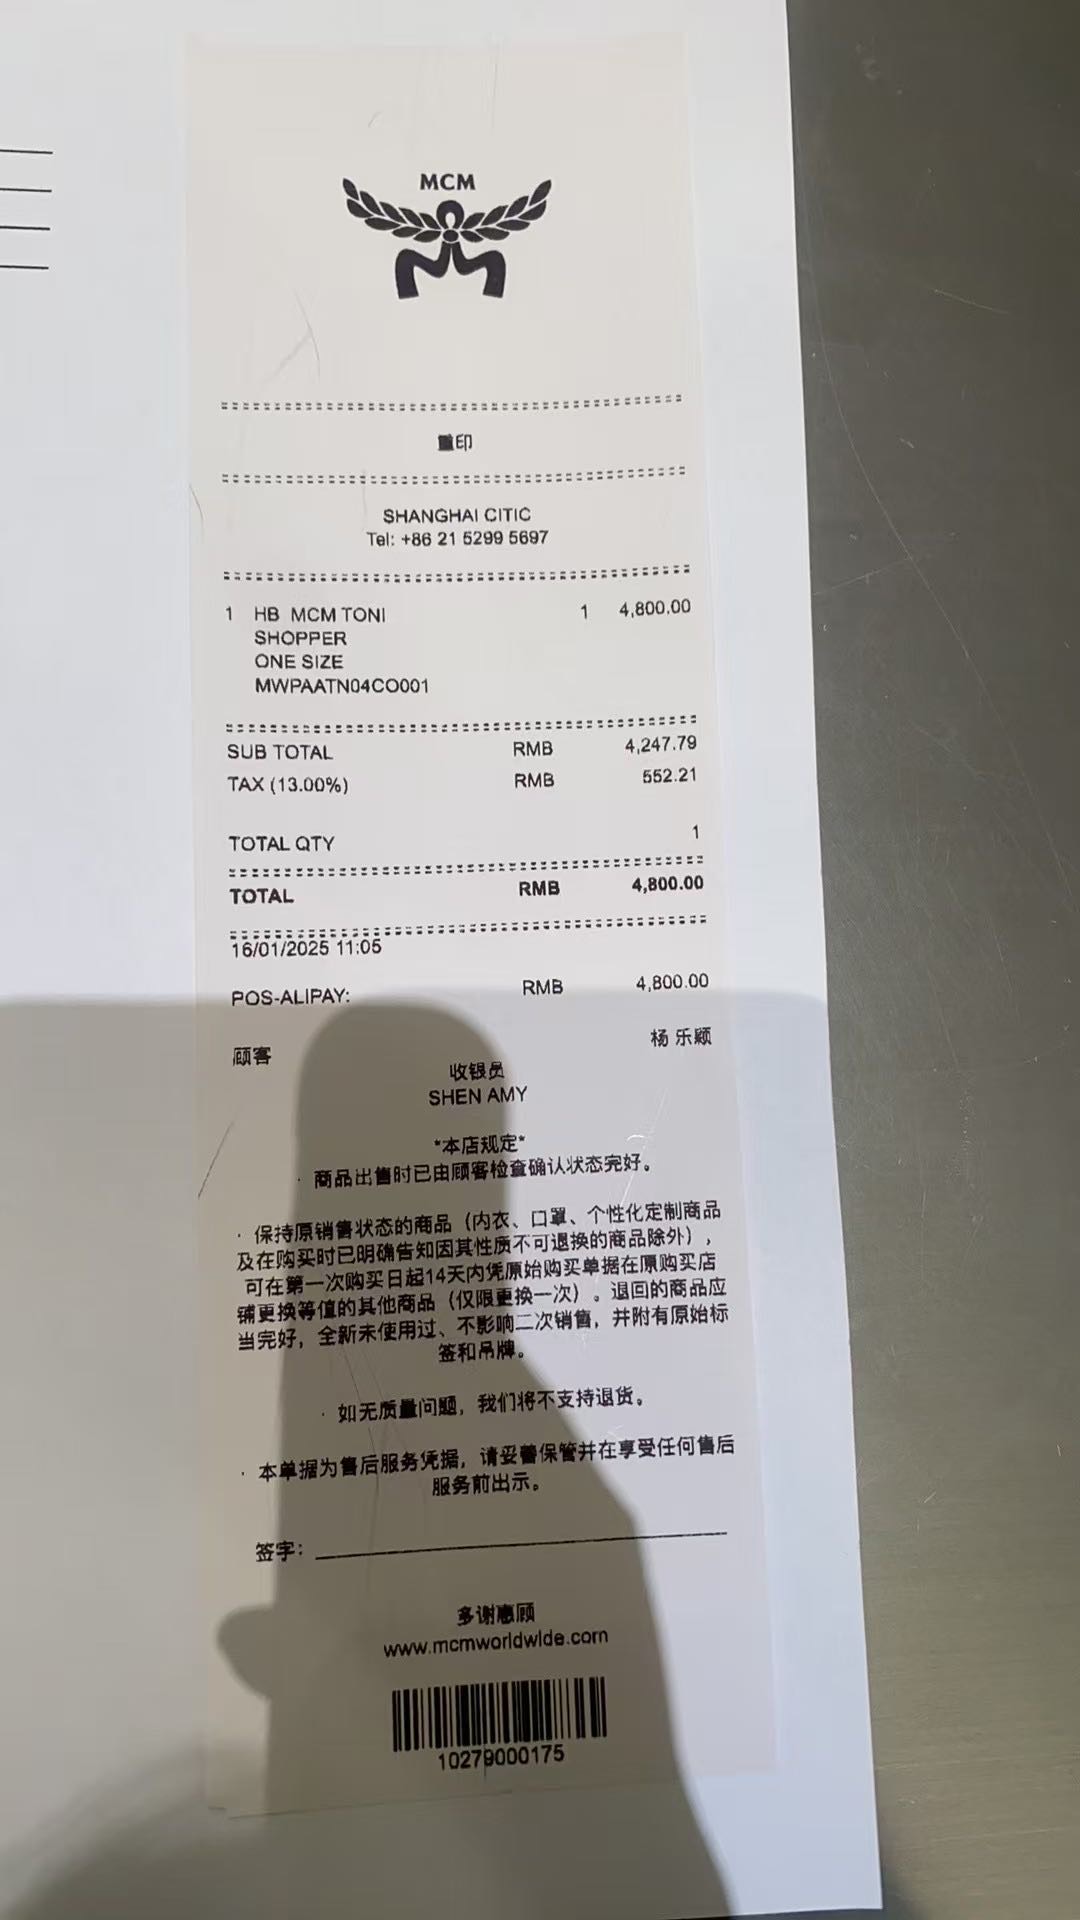 MCM
重印
SHANGHAI CITIC
Tel: +86 21 5299 5697
1 HB MCM TONI 1 4,800.00
SHOPPER
ONE SIZE
MWPAATN04CO001
SUB TOTAL RMB 4,247.79
TAX (13.00%) RMB 552.21
TOTAL QTY 1
TOTAL RMB 4,800.00
16/01/2025 11:05
POS-ALIPAY: RMB 4,800.00
顾客 杨 乐颖
收银员
SHEN AMY
*本店规定*
· 商品出售时已由顾客检查确认状态完好。
· 保持原销售状态的商品（内衣、口罩、个性化定制商品
及在购买时已明确告知因其性质不可退换的商品除外），
可在第一次购买日起14天内凭原始购买单据在原购买店
铺更换等值的其他商品（仅限更换一次）。退回的商品应
当完好，全新未使用过、不影响二次销售，并附有原始标
签和吊牌。
· 如无质量问题，我们将不支持退货。
· 本单据为售后服务凭据，请妥善保管并在享受任何售后
服务前出示。
签字：
多谢惠顾
www.mcmworldwide.com
10279000175